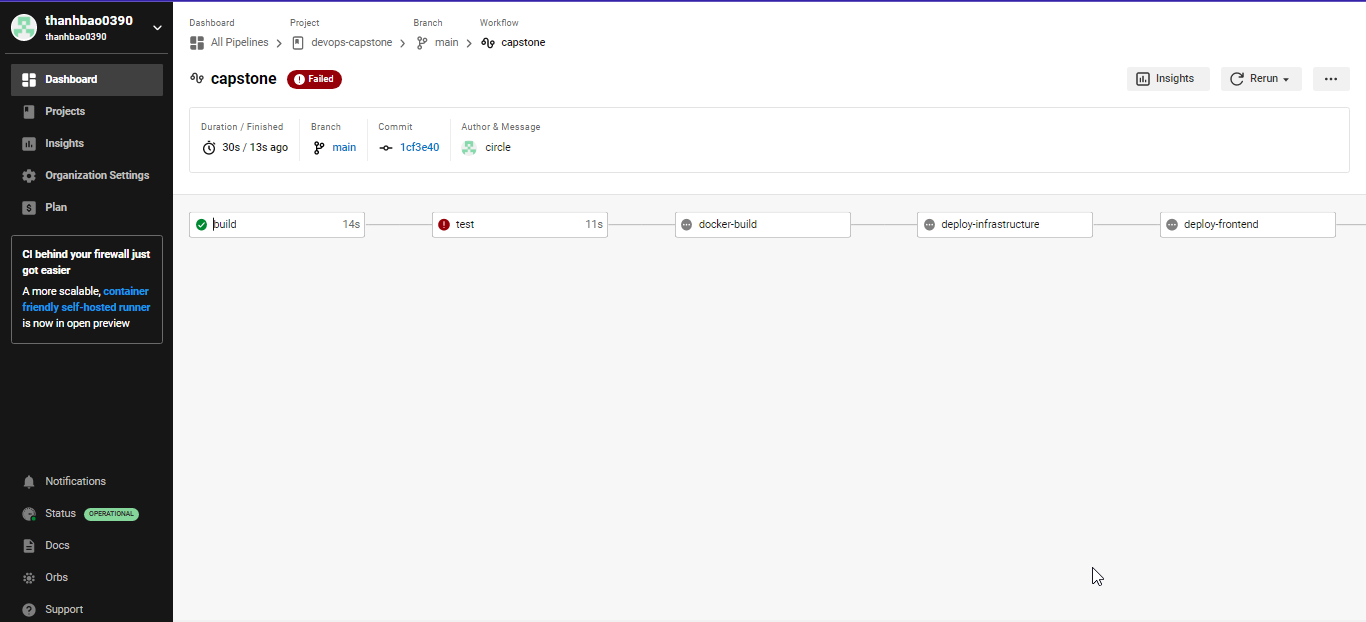 thanhbao0390
thanhbao0390
Dashboard
Projects
Insights
Organization Settings
Plan
CI behind your firewall just
got easier
A more scalable, container
friendly self-hosted runner
is now in open preview
Notifications
Status OPERATIONAL
Docs
Orbs
Support
Dashboard Project Branch Workflow
All Pipelines devops-capstone main capstone
capstone Failed
Insights Rerun
Duration / Finished Branch Commit Author & Message
30s / 13s ago main 1cf3e40 circle
build 14s test 11s docker-build deploy-infrastructure deploy-frontend